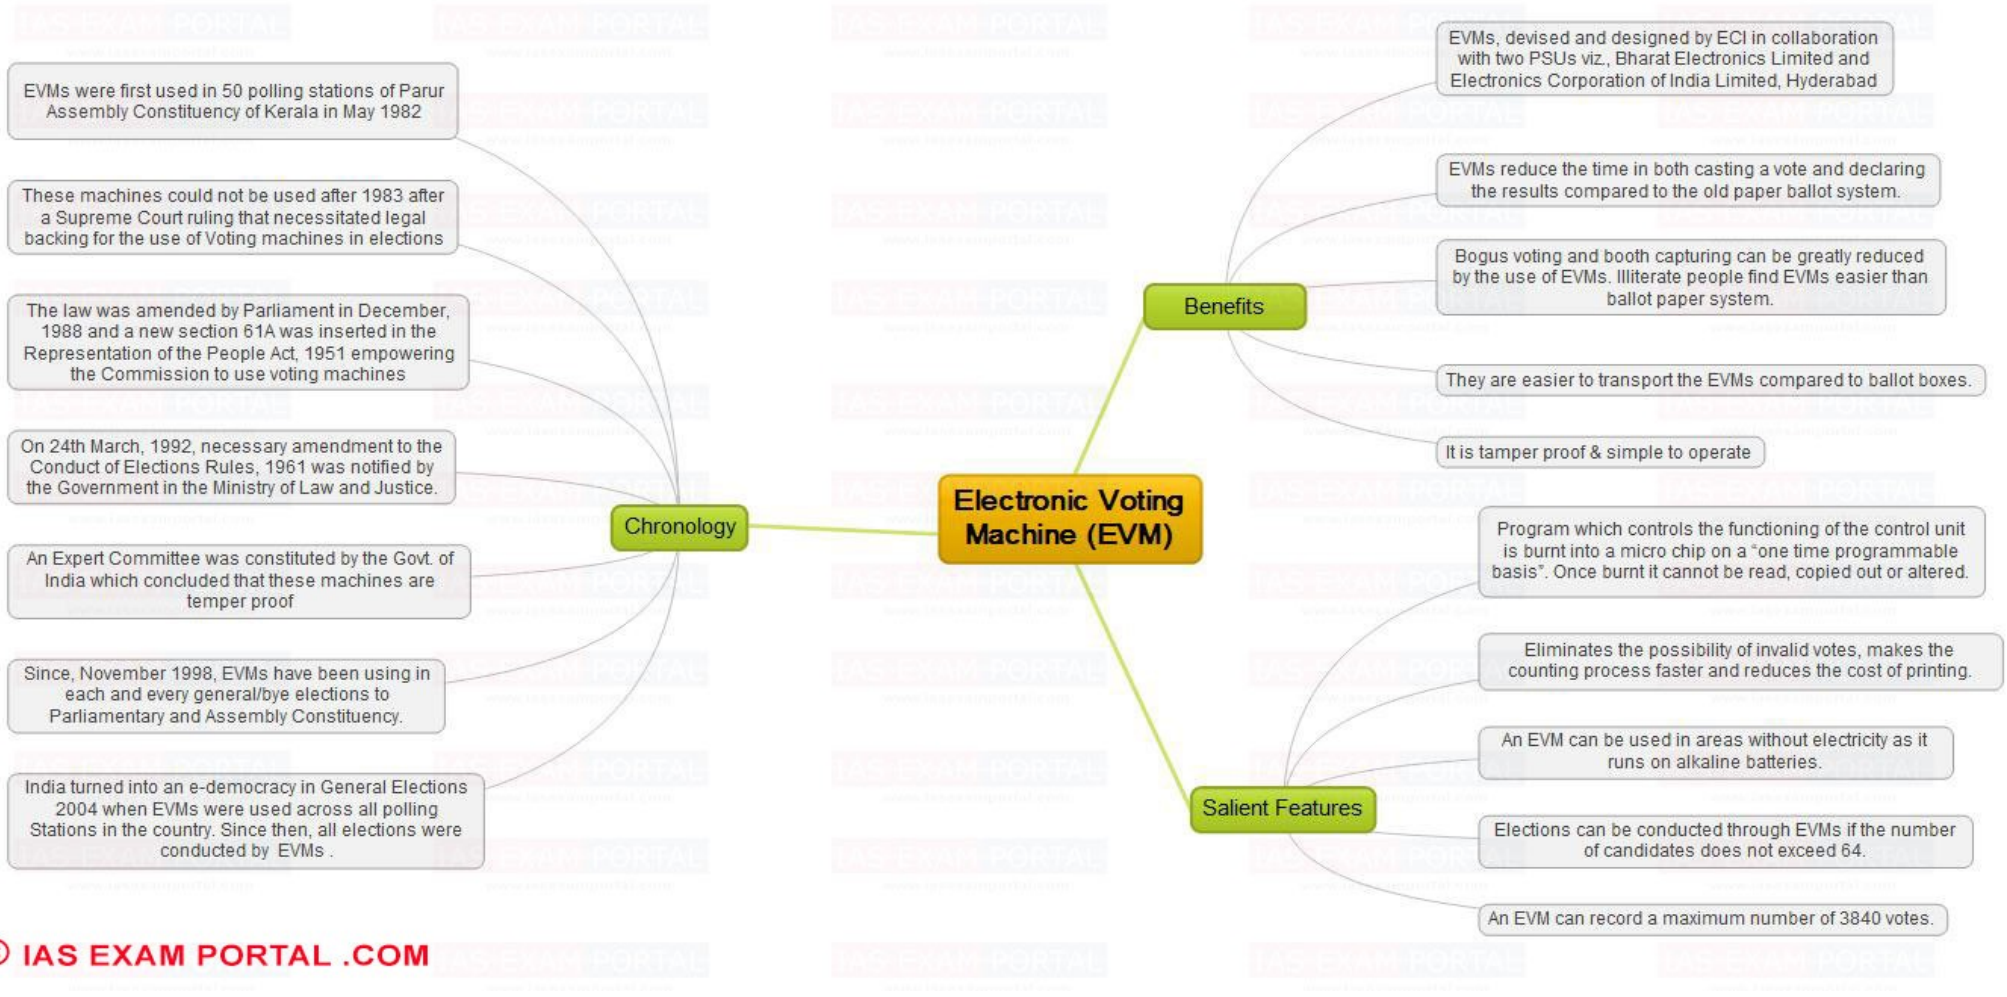 EVMs were first used in 50 polling stations of Parur
Assembly Constituency of Kerala in May 1982
These machines could not be used after 1983 after
a Supreme Court ruling that necessitated legal
backing for the use of Voting machines in elections
The law was amended by Parliament in December,
1988 and a new section 61A was inserted in the
Representation of the People Act, 1951 empowering
the Commission to use voting machines
On 24th March, 1992, necessary amendment to the
Conduct of Elections Rules, 1961 was notified by
the Government in the Ministry of Law and Justice.
An Expert Committee was constituted by the Govt. of
India which concluded that these machines are
temper proof
Since, November 1998, EVMs have been using in
each and every general/bye elections to
Parliamentary and Assembly Constituency.
India turned into an e-democracy in General Elections
2004 when EVMs were used across all polling
Stations in the country. Since then, all elections were
conducted by EVMs .
Chronology
Electronic Voting
Machine (EVM)
Benefits
EVMs, devised and designed by ECI in collaboration
with two PSUs viz., Bharat Electronics Limited and
Electronics Corporation of India Limited, Hyderabad
EVMs reduce the time in both casting a vote and declaring
the results compared to the old paper ballot system.
Bogus voting and booth capturing can be greatly reduced
by the use of EVMs. Illiterate people find EVMs easier than
ballot paper system.
They are easier to transport the EVMs compared to ballot boxes.
It is tamper proof & simple to operate
Salient Features
Program which controls the functioning of the control unit
is burnt into a micro chip on a “one time programmable
basis”. Once burnt it cannot be read, copied out or altered.
Eliminates the possibility of invalid votes, makes the
counting process faster and reduces the cost of printing.
An EVM can be used in areas without electricity as it
runs on alkaline batteries.
Elections can be conducted through EVMs if the number
of candidates does not exceed 64.
An EVM can record a maximum number of 3840 votes.
© IAS EXAM PORTAL .COM
IAS EXAM PORTAL